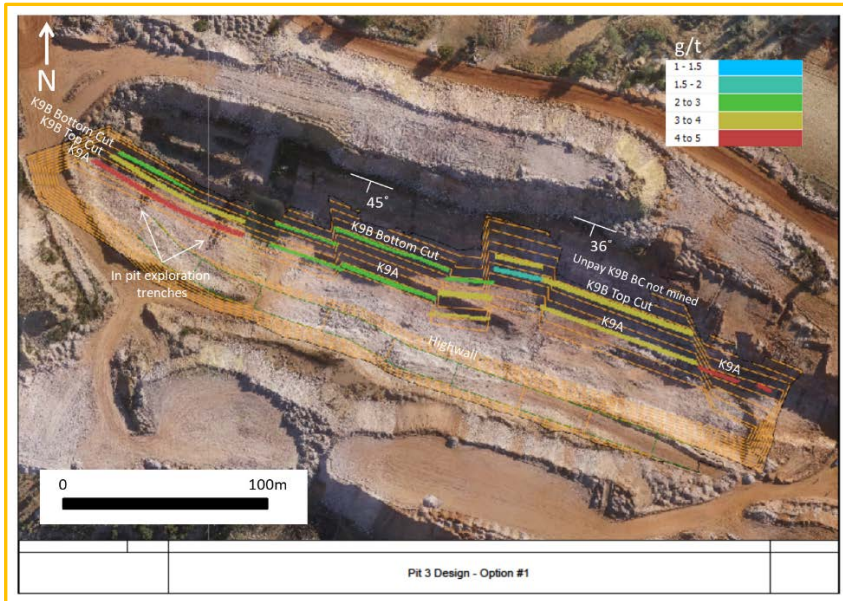 g/t
1 - 1.5
1.5 - 2
2 to 3
3 to 4
4 to 5
N
K9B Bottom Cut
K9B Top Cut
K9A
45°
36°
K9B Bottom Cut
Unpay K9B BC not mined
K9B Top Cut
In pit exploration
trenches
K9A
K9A
K9A
Highwall
0 100m
Pit 3 Design - Option #1